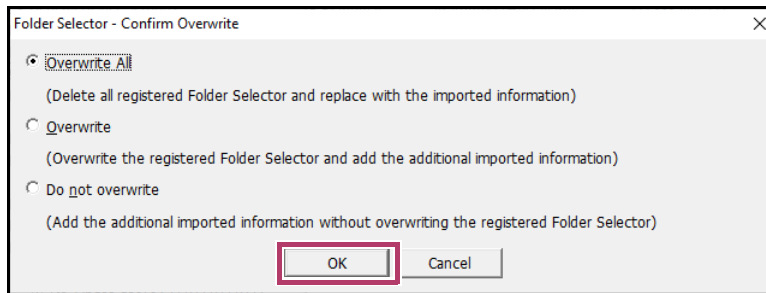 Folder Selector - Confirm Overwrite
Overwrite All
(Delete all registered Folder Selector and replace with the imported information)
Overwrite
(Overwrite the registered Folder Selector and add the additional imported information)
Do not overwrite
(Add the additional imported information without overwriting the registered Folder Selector)
OK Cancel